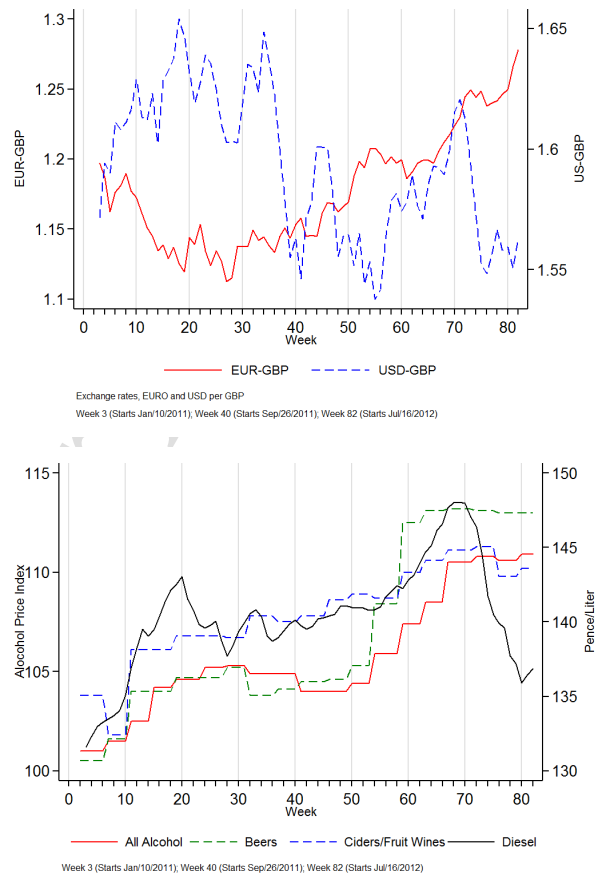 1.3
1.25
1.2
1.15
1.1
EUR-GBP
1.65
1.6
1.55
US-GBP
0 10 20 30 40 50 60 70 80
Week
EUR-GBP USD-GBP
Exchange rates, EURO and USD per GBP
Week 3 (Starts Jan/10/2011); Week 40 (Starts Sep/26/2011); Week 82 (Starts Jul/16/2012)
115
110
105
100
Alocohol Price Index
150
145
140
135
130
Pence/Liter
0 10 20 30 40 50 60 70 80
Week
All Alcohol Beers Ciders/Fruit Wines Diesel
Week 3 (Starts Jan/10/2011); Week 40 (Starts Sep/26/2011); Week 82 (Starts Jul/16/2012)